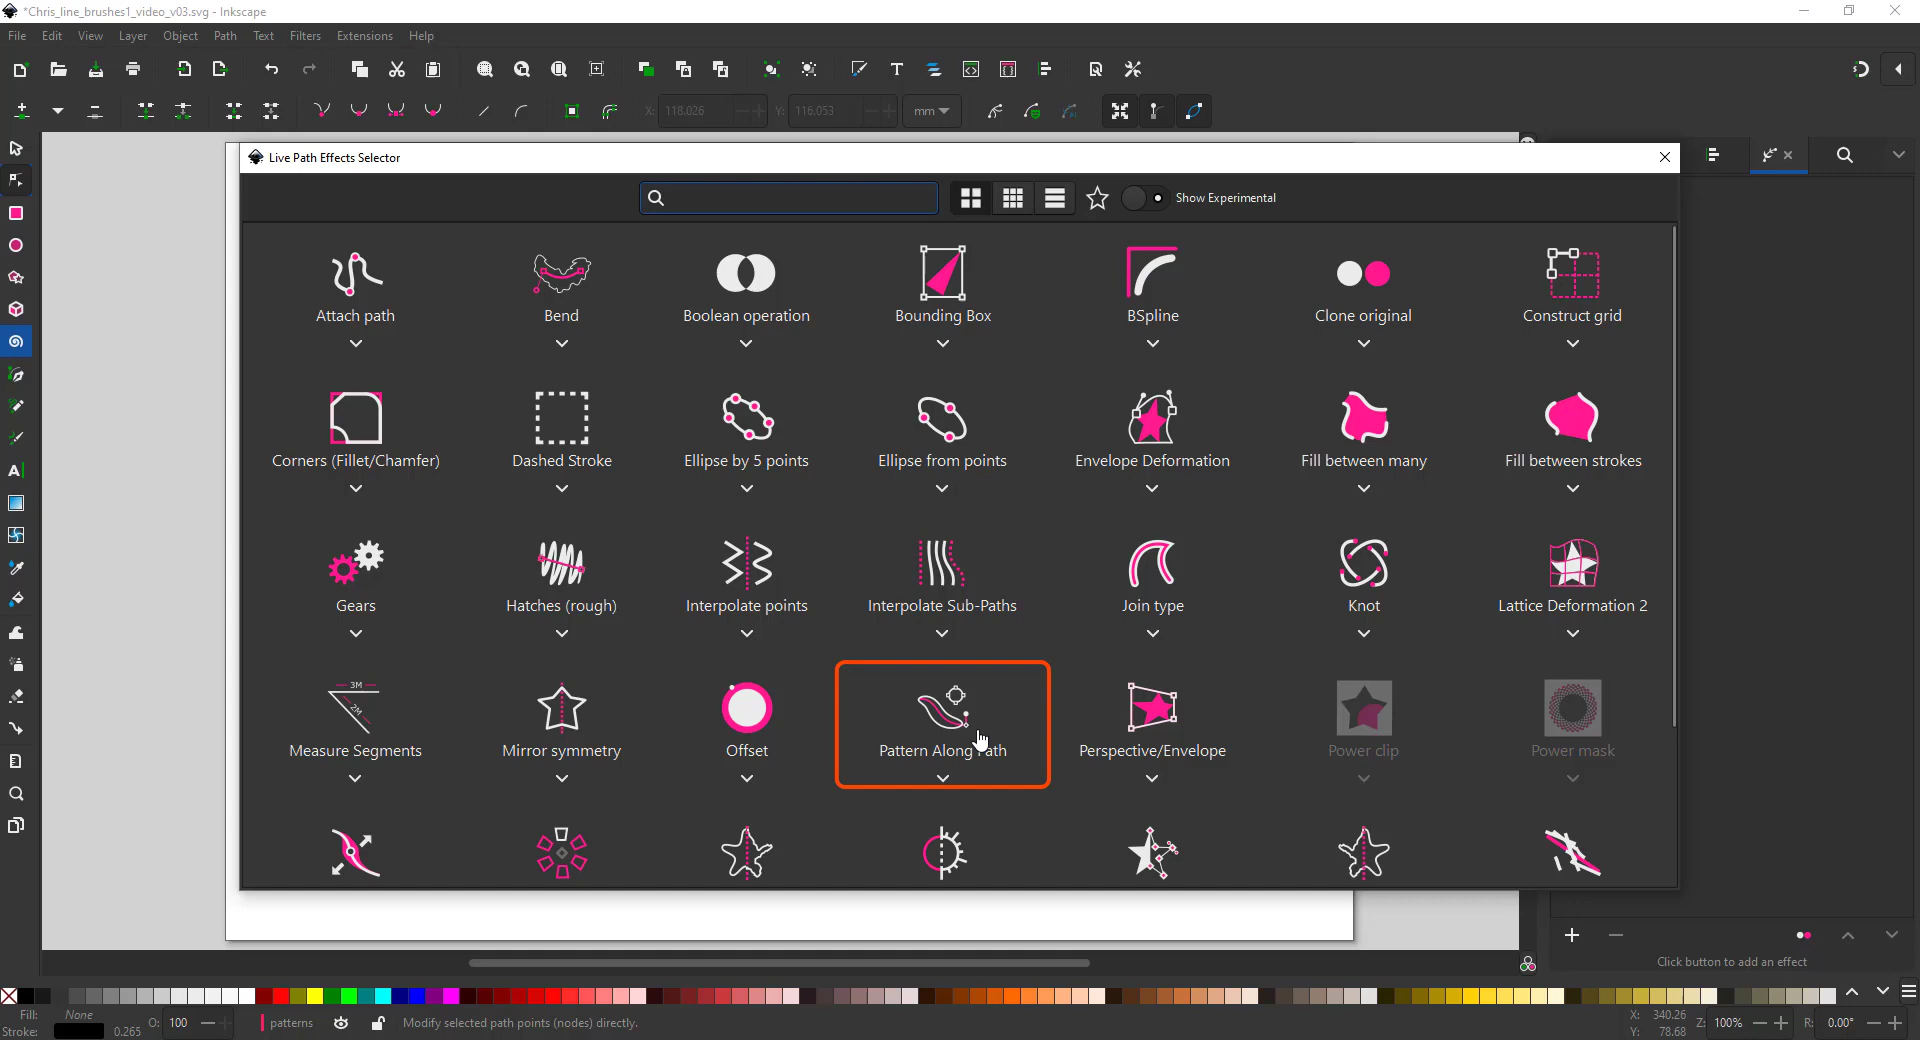 *Chris_line_brushes1_video_v03.svg - Inkscape
File Edit View Layer Object Path Text Filters Extensions Help
X: 118.026 Y: 116.053 mm
Live Path Effects Selector
Show Experimental
Attach path Bend Boolean operation Bounding Box BSpline Clone original Construct grid
Corners (Fillet/Chamfer) Dashed Stroke Ellipse by 5 points Ellipse from points Envelope Deformation Fill between many Fill between strokes
Gears Hatches (rough) Interpolate points Interpolate Sub-Paths Join type Knot Lattice Deformation 2
3M
2M
Measure Segments Mirror symmetry Offset Pattern Along Path Perspective/Envelope Power clip Power mask
Click button to add an effect
Fill: None
Stroke: 0.265 O: 100 patterns Modify selected path points (nodes) directly.
X: 340.26
Y: 78.68
Z: 100% R: 0.00°